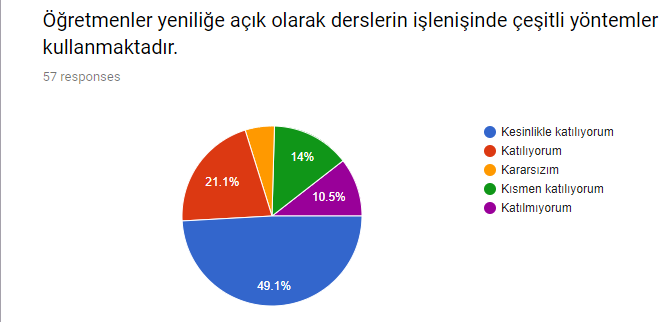 Öğretmenler yeniliğe açık olarak derslerin işlenişinde çeşitli yöntemler
kullanmaktadır.
57 responses
14%
21.1%
10.5%
49.1%
Kesinlikle katılıyorum
Katılıyorum
Kararsızım
Kısmen katılıyorum
Katılmıyorum